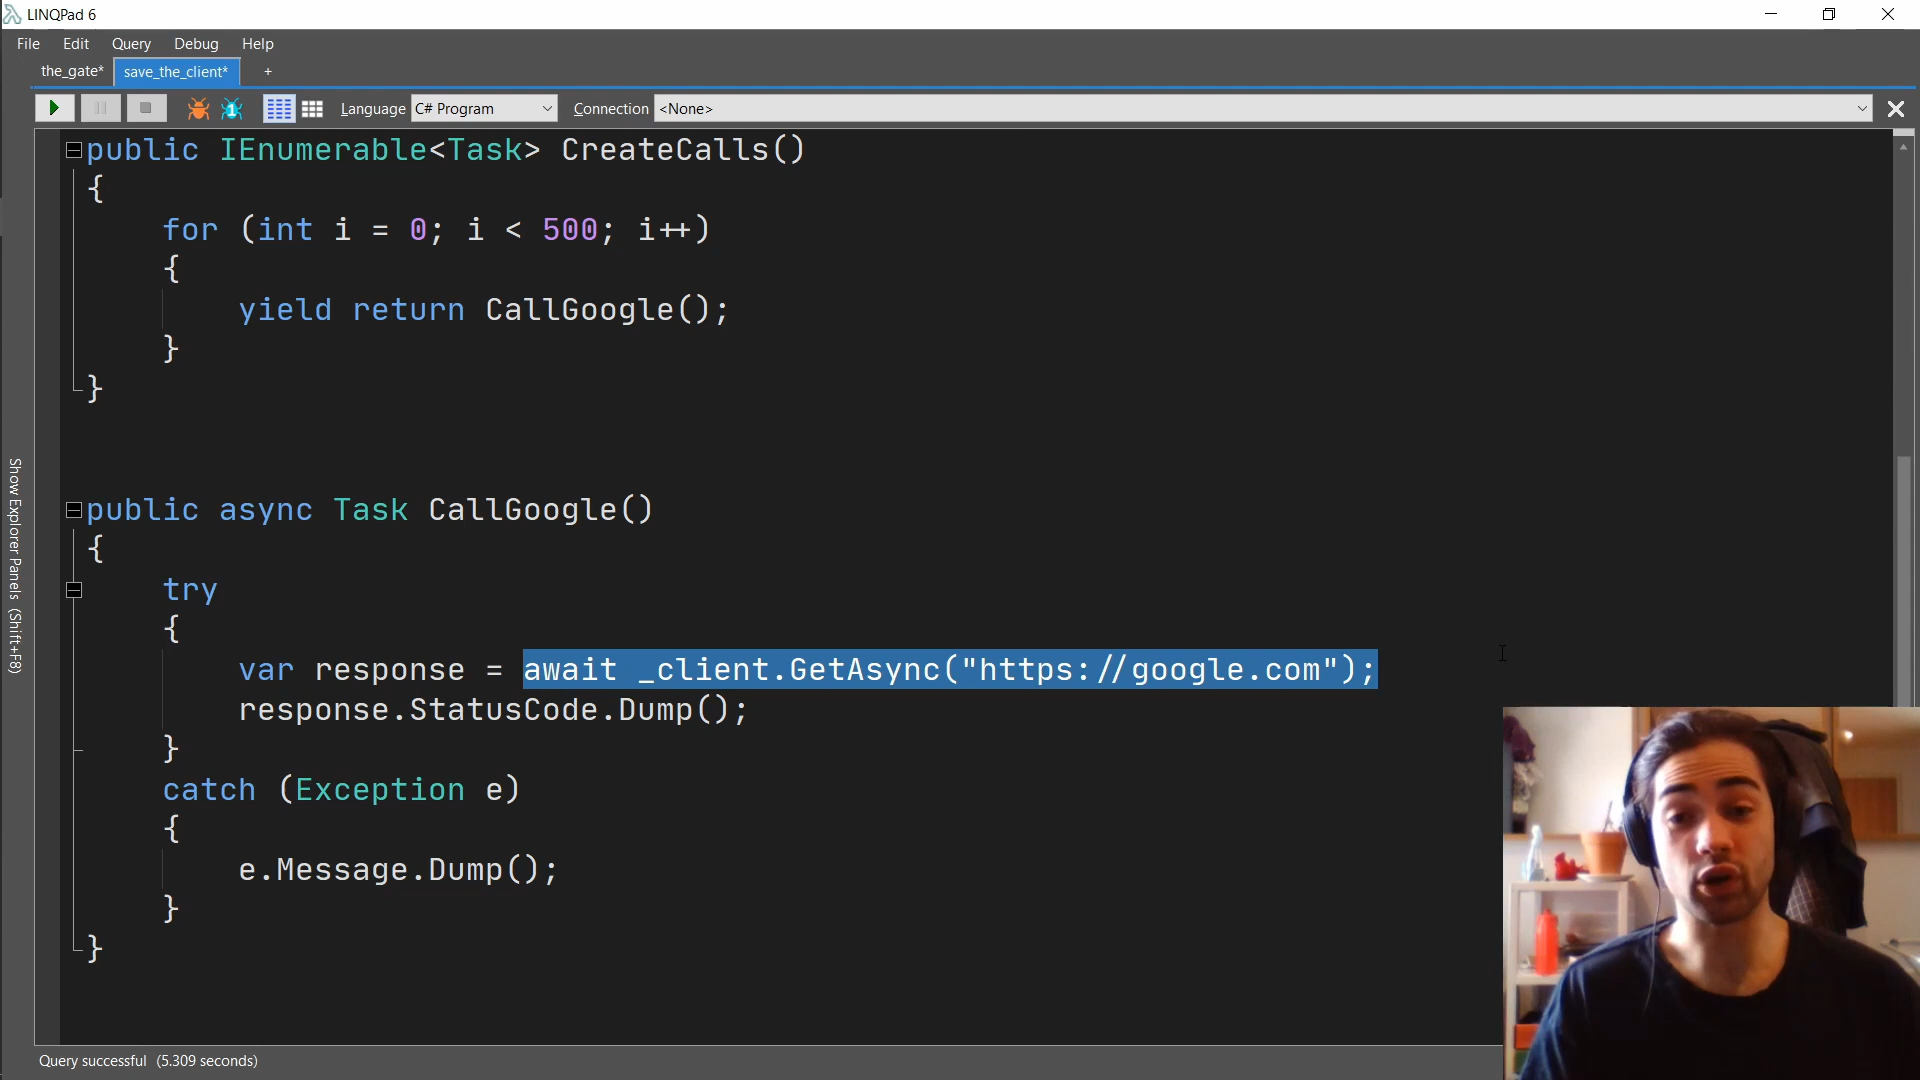 LINQPad 6
File Edit Query Debug Help
the_gate* save_the_client* +
Language C# Program Connection <None>
public IEnumerable<Task> CreateCalls()
{
for (int i = 0; i < 500; i++)
{
yield return CallGoogle();
}
}
public async Task CallGoogle()
{
try
{
var response = await _client.GetAsync("https://google.com");
response.StatusCode.Dump();
}
catch (Exception e)
{
e.Message.Dump();
}
}
Show Explorer Panels (Shift+F8)
Query successful (5.309 seconds)